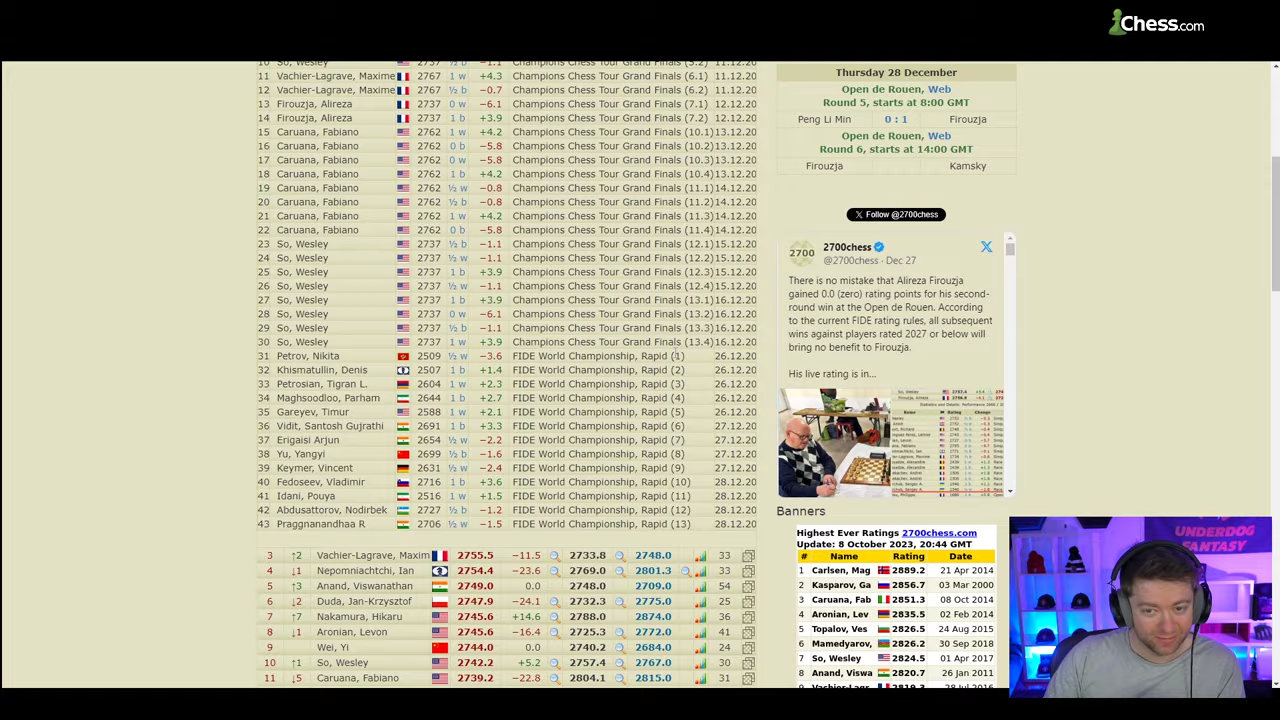 Chess.com
10 So, Wesley 2737 ½ b −1.1 Champions Chess Tour Grand Finals (5.2) 11.12.20
11 Vachier-Lagrave, Maxime 2767 1 w +4.3 Champions Chess Tour Grand Finals (6.1) 11.12.20
12 Vachier-Lagrave, Maxime 2767 ½ b −0.7 Champions Chess Tour Grand Finals (6.2) 11.12.20
13 Firouzja, Alireza 2737 0 w −6.1 Champions Chess Tour Grand Finals (7.1) 12.12.20
14 Firouzja, Alireza 2737 1 b +3.9 Champions Chess Tour Grand Finals (7.2) 12.12.20
15 Caruana, Fabiano 2762 1 w +4.2 Champions Chess Tour Grand Finals (10.1) 13.12.20
16 Caruana, Fabiano 2762 0 b −5.8 Champions Chess Tour Grand Finals (10.2) 13.12.20
17 Caruana, Fabiano 2762 0 w −5.8 Champions Chess Tour Grand Finals (10.3) 13.12.20
18 Caruana, Fabiano 2762 1 b +4.2 Champions Chess Tour Grand Finals (10.4) 13.12.20
19 Caruana, Fabiano 2762 ½ w −0.8 Champions Chess Tour Grand Finals (11.1) 14.12.20
20 Caruana, Fabiano 2762 ½ b −0.8 Champions Chess Tour Grand Finals (11.2) 14.12.20
21 Caruana, Fabiano 2762 1 w +4.2 Champions Chess Tour Grand Finals (11.3) 14.12.20
22 Caruana, Fabiano 2762 0 b −5.8 Champions Chess Tour Grand Finals (11.4) 14.12.20
23 So, Wesley 2737 ½ b −1.1 Champions Chess Tour Grand Finals (12.1) 15.12.20
24 So, Wesley 2737 ½ w −1.1 Champions Chess Tour Grand Finals (12.2) 15.12.20
25 So, Wesley 2737 1 b +3.9 Champions Chess Tour Grand Finals (12.3) 15.12.20
26 So, Wesley 2737 ½ w −1.1 Champions Chess Tour Grand Finals (12.4) 15.12.20
27 So, Wesley 2737 1 b +3.9 Champions Chess Tour Grand Finals (13.1) 16.12.20
28 So, Wesley 2737 0 w −6.1 Champions Chess Tour Grand Finals (13.2) 16.12.20
29 So, Wesley 2737 ½ b −1.1 Champions Chess Tour Grand Finals (13.3) 16.12.20
30 So, Wesley 2737 1 w +3.9 Champions Chess Tour Grand Finals (13.4) 16.12.20
31 Petrov, Nikita 2509 ½ w −3.6 FIDE World Championship, Rapid (1) 26.12.20
32 Khismatullin, Denis 2507 1 b +1.4 FIDE World Championship, Rapid (2) 26.12.20
33 Petrosian, Tigran L. 2604 1 w +2.3 FIDE World Championship, Rapid (3) 26.12.20
34 Maghsoodloo, Parham 2644 1 b +2.7 FIDE World Championship, Rapid (4) 26.12.20
35 Gareyev, Timur 2588 1 w +2.1 FIDE World Championship, Rapid (5) 26.12.20
36 Vidit, Santosh Gujrathi 2691 1 b +3.3 FIDE World Championship, Rapid (6) 27.12.20
37 Erigaisi Arjun 2654 ½ w −2.2 FIDE World Championship, Rapid (7) 27.12.20
38 Yu, Yangyi 2699 ½ b −1.6 FIDE World Championship, Rapid (8) 27.12.20
39 Keymer, Vincent 2631 ½ w −2.4 FIDE World Championship, Rapid (9) 27.12.20
40 Fedoseev, Vladimir 2716 1 b +3.5 FIDE World Championship, Rapid (10) 28.12.20
41 Idani, Pouya 2516 1 w +1.5 FIDE World Championship, Rapid (11) 28.12.20
42 Abdusattorov, Nodirbek 2727 ½ b −1.2 FIDE World Championship, Rapid (12) 28.12.20
43 Praggnanandhaa R 2706 ½ w −1.5 FIDE World Championship, Rapid (13) 28.12.20
3 ↑2 Vachier-Lagrave, Maxim 2755.5 −11.5 2733.8 2748.0 33
4 ↓1 Nepomniachtchi, Ian 2754.4 −23.6 2769.0 2801.3 37
5 ↑3 Anand, Viswanathan 2749.0 0.0 2748.0 2709.0 54
6 ↓2 Duda, Jan-Krzysztof 2747.9 −24.1 2732.3 2775.0 25
7 ↑7 Nakamura, Hikaru 2745.6 +14.6 2788.0 2874.0 36
8 ↓1 Aronian, Levon 2745.6 −16.4 2725.3 2772.0 41
9 Wei, Yi 2744.0 0.0 2740.2 2684.0 24
10 ↑1 So, Wesley 2742.2 +5.2 2757.4 2767.0 30
11 ↓5 Caruana, Fabiano 2739.2 −22.8 2804.1 2815.0 31
Thursday 28 December
Open de Rouen, Web
Round 5, starts at 8:00 GMT
Peng Li Min 0 : 1 Firouzja
Open de Rouen, Web
Round 6, starts at 14:00 GMT
Firouzja Kamsky
X Follow @2700chess
2700 2700chess
@2700chess · Dec 27
There is no mistake that Alireza Firouzja
gained 0.0 (zero) rating points for his second-
round win at the Open de Rouen. According
to the current FIDE rating rules, all subsequent
wins against players rated 2027 or below will
bring no benefit to Firouzja.
His live rating is in...
Banners
Highest Ever Ratings 2700chess.com
Update: 8 October 2023, 20:44 GMT
# Name Rating Date
1 Carlsen, Mag 2889.2 21 Apr 2014
2 Kasparov, Ga 2856.7 03 Mar 2000
3 Caruana, Fab 2851.3 08 Oct 2014
4 Aronian, Lev 2835.5 02 Feb 2014
5 Topalov, Ves 2826.5 24 Aug 2015
6 Mamedyarov, 2826.2 30 Sep 2018
7 So, Wesley 2824.5 01 Apr 2017
8 Anand, Viswa 2820.7 26 Jan 2011
UNDERDOG
FANTASY